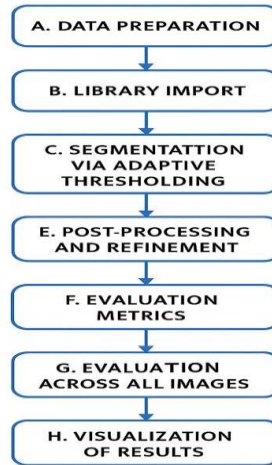 A. DATA PREPARATION
B. LIBRARY IMPORT
C. SEGMENTATTION
VIA ADAPTIVE
THRESHOLDING
E. POST-PROCESSING
AND REFINEMENT
F. EVALUATION
METRICS
G. EVALUATION
ACROSS ALL IMAGES
H. VISUALIZATION
OF RESULTS